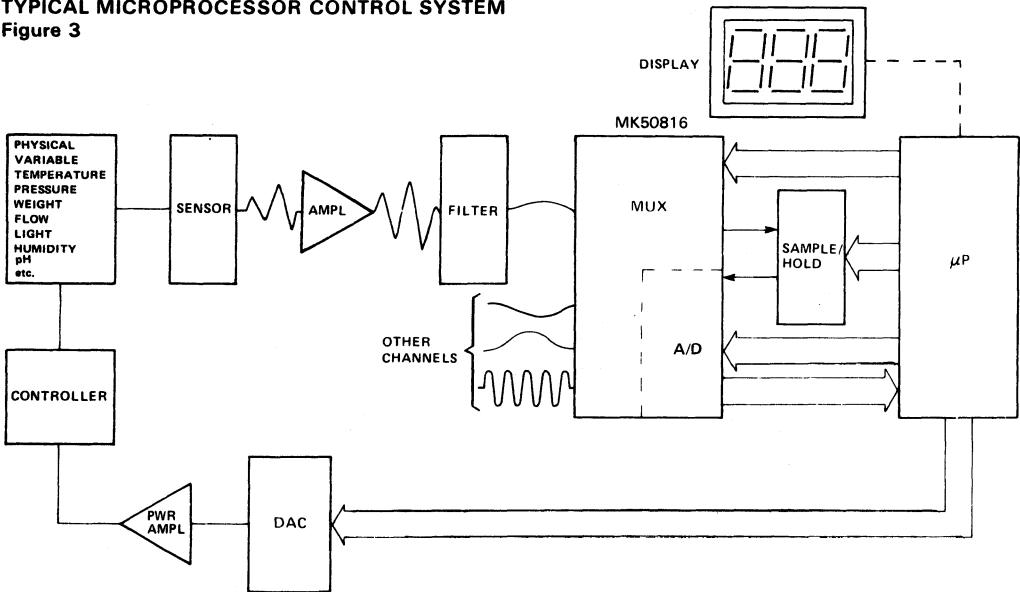 TYPICAL MICROPROCESSOR CONTROL SYSTEM
Figure 3
DISPLAY
MK50816
PHYSICAL
VARIABLE
TEMPERATURE
PRESSURE
WEIGHT
FLOW
LIGHT
HUMIDITY
pH
etc.
SENSOR
AMPL
FILTER
MUX
SAMPLE/
HOLD
μP
OTHER
CHANNELS
A/D
CONTROLLER
PWR
AMPL
DAC